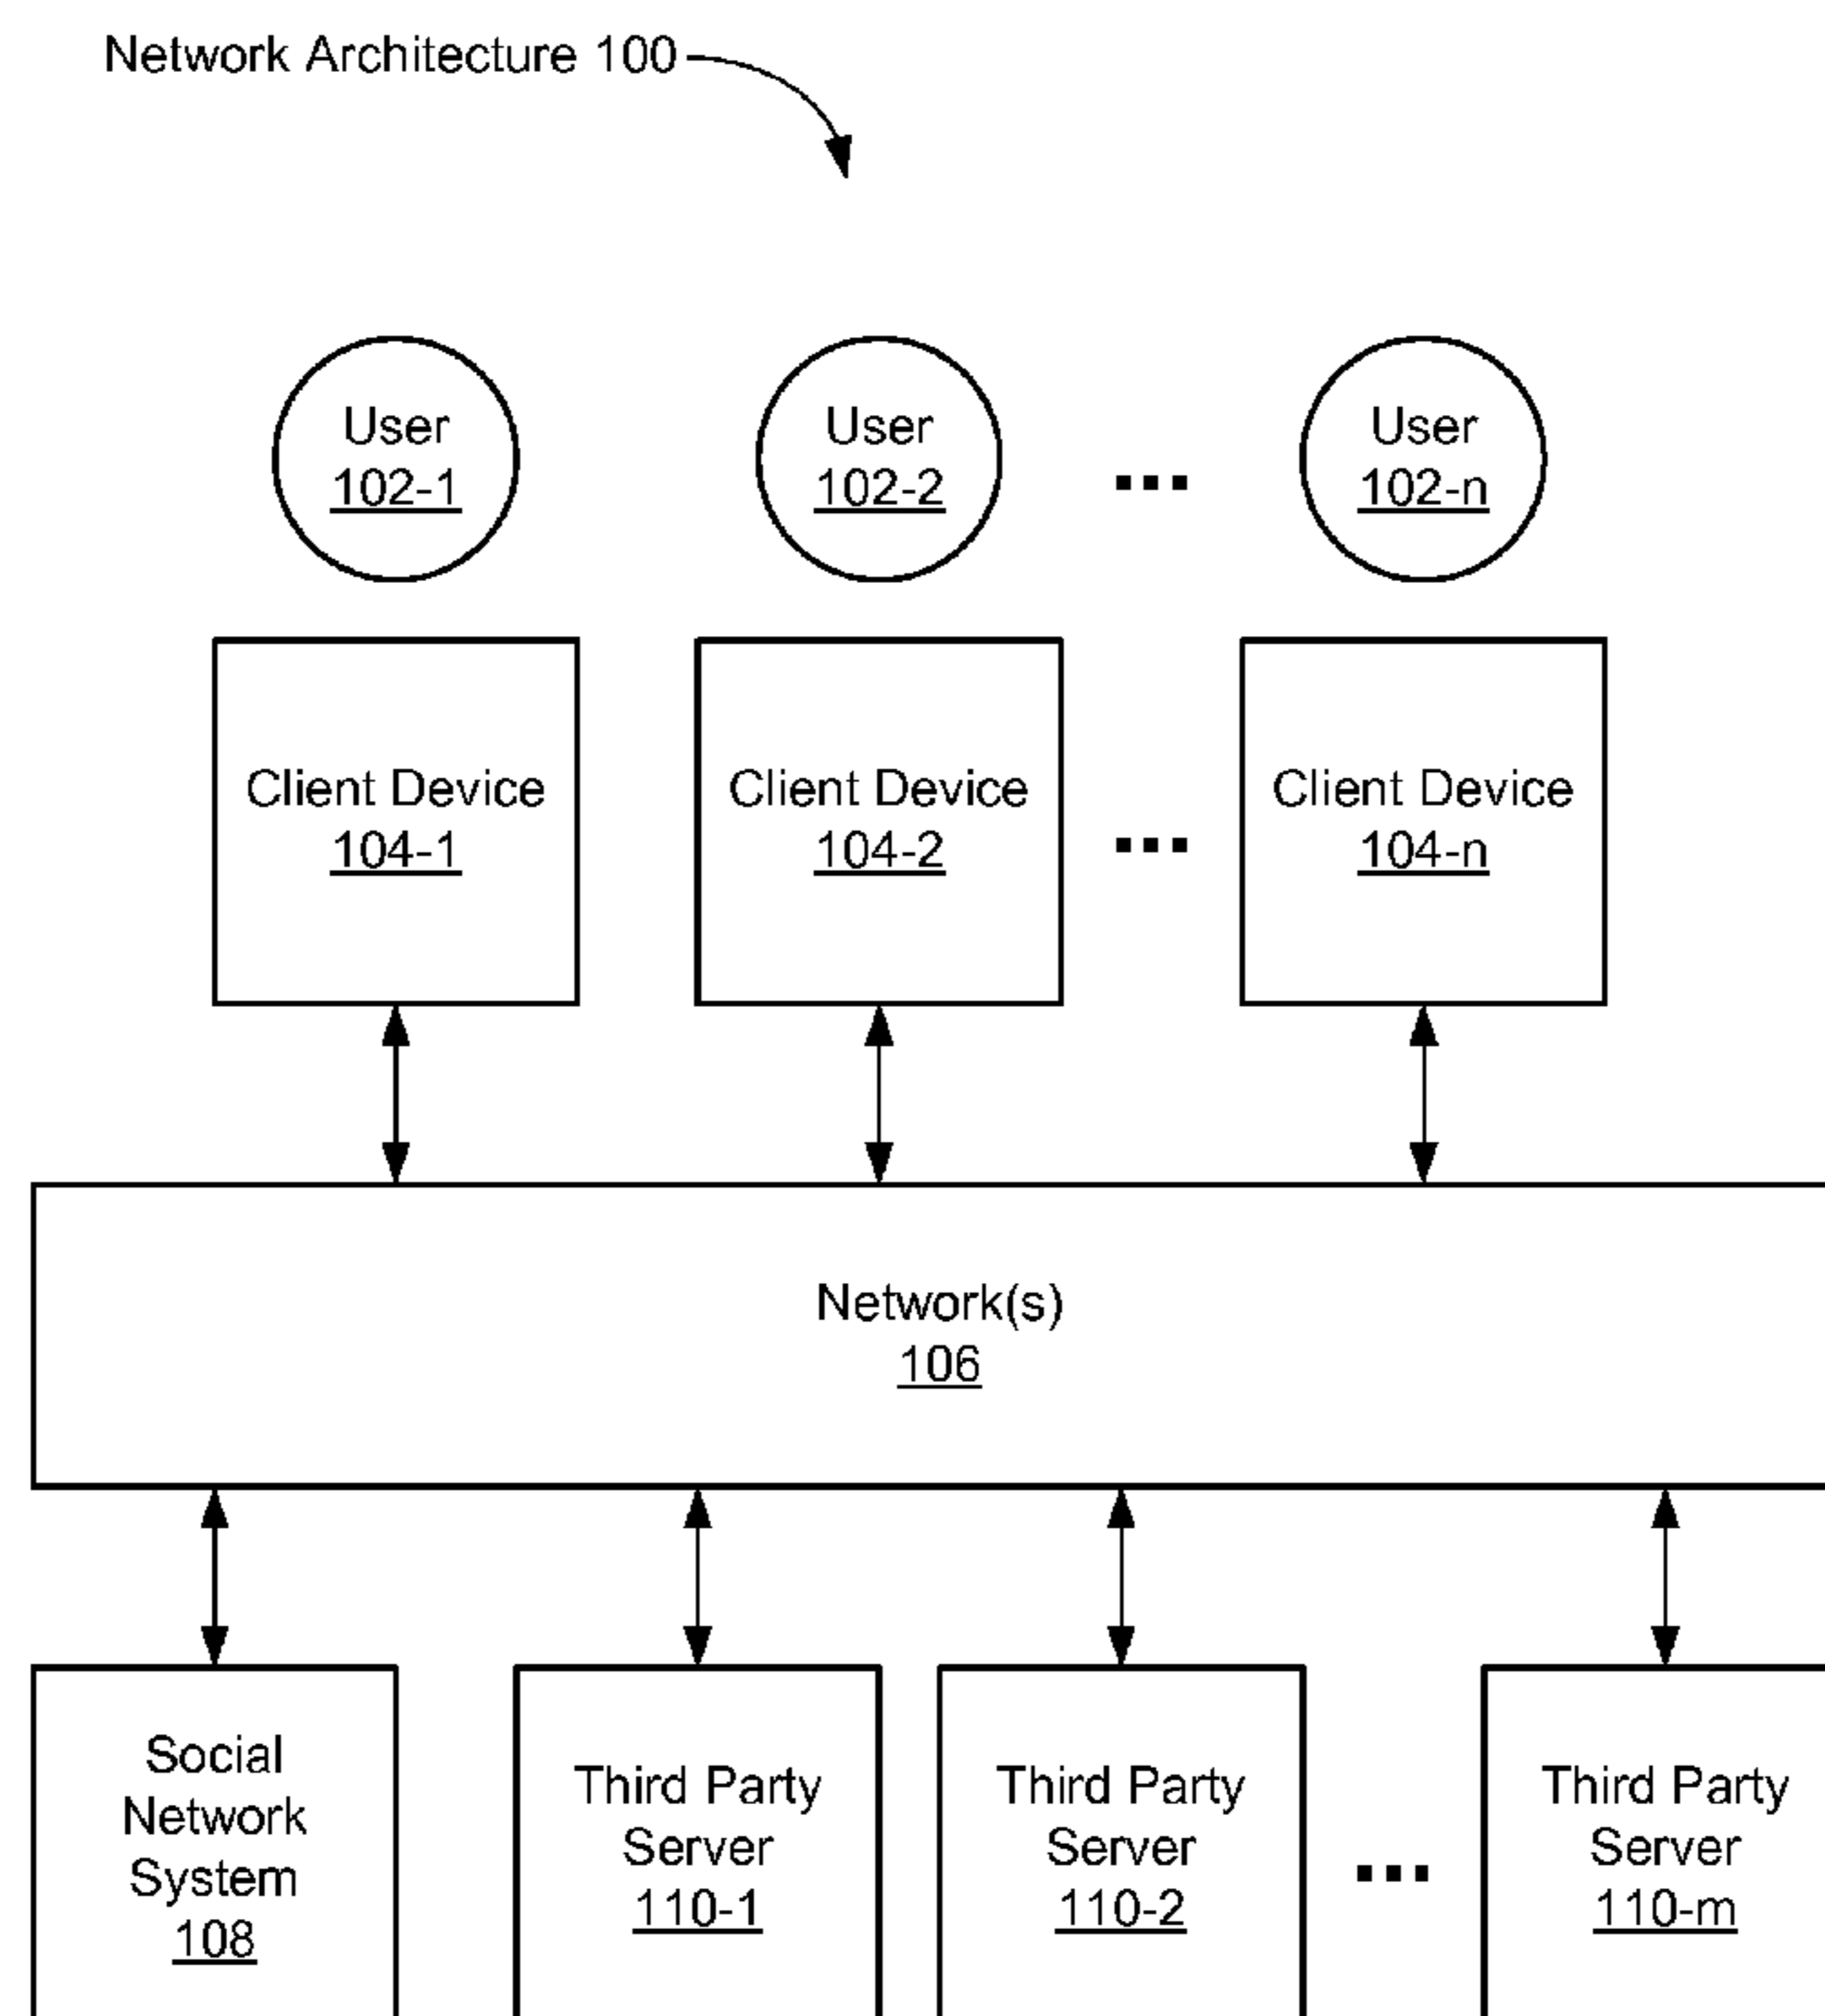 Network Architecture 100
User
102-1
User
102-2
...
User
102-n
Client Device
104-1
Client Device
104-2
...
Client Device
104-n
Network(s)
106
Social
Network
System
108
Third Party
Server
110-1
Third Party
Server
110-2
...
Third Party
Server
110-m